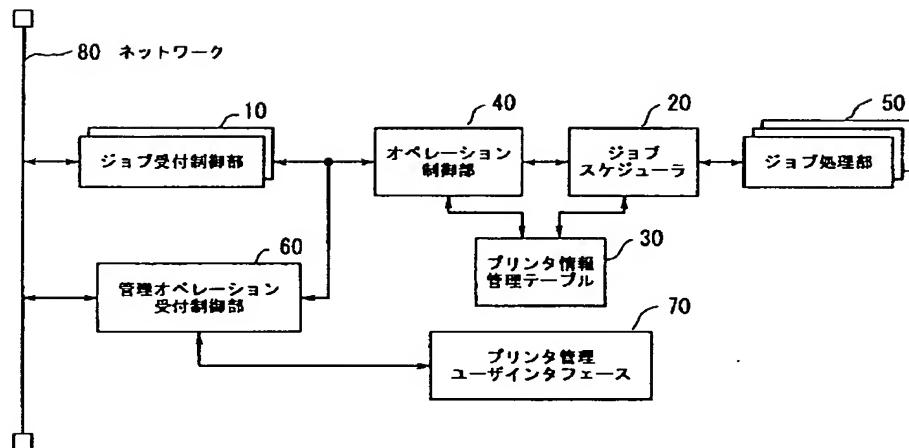 80 ネットワーク
10
ジョブ受付制御部
40
オペレーション
制御部
20
ジョブ
スケジューラ
50
ジョブ処理部
60
管理オペレーション
受付制御部
30
プリンタ情報
管理テーブル
70
プリンタ管理
ユーザインタフェース